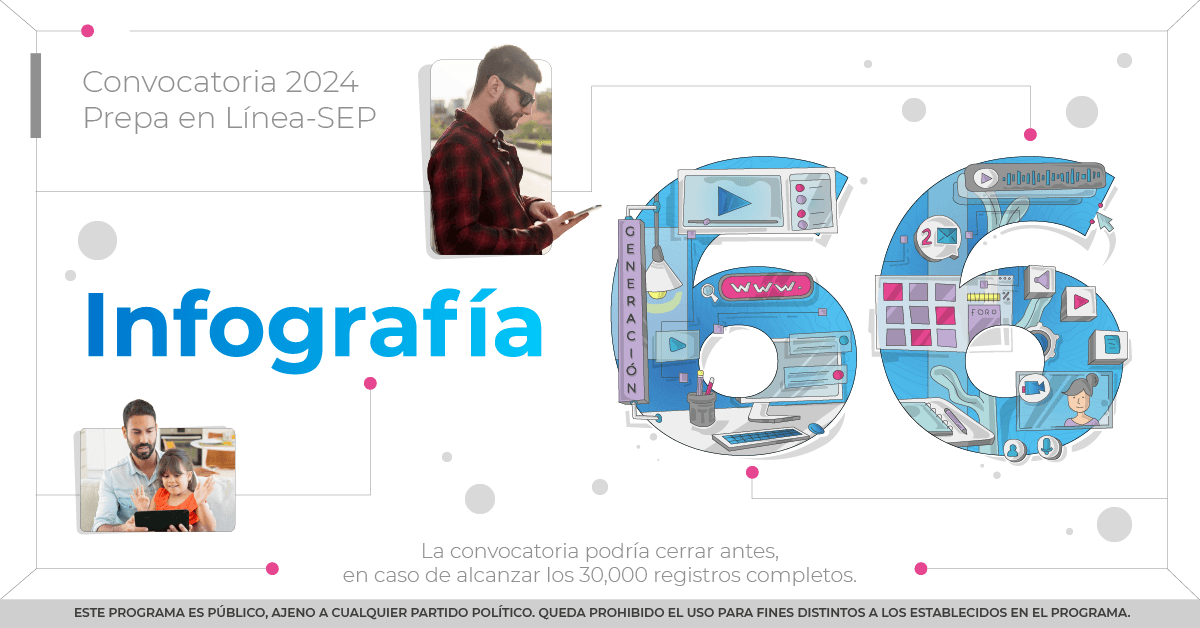 Convocatoria 2024
Prepa en Línea-SEP
Infografía
GENERACIÓN
66
www.
2
FORO
%
La convocatoria podría cerrar antes,
en caso de alcanzar los 30,000 registros completos.
ESTE PROGRAMA ES PÚBLICO, AJENO A CUALQUIER PARTIDO POLÍTICO. QUEDA PROHIBIDO EL USO PARA FINES DISTINTOS A LOS ESTABLECIDOS EN EL PROGRAMA.